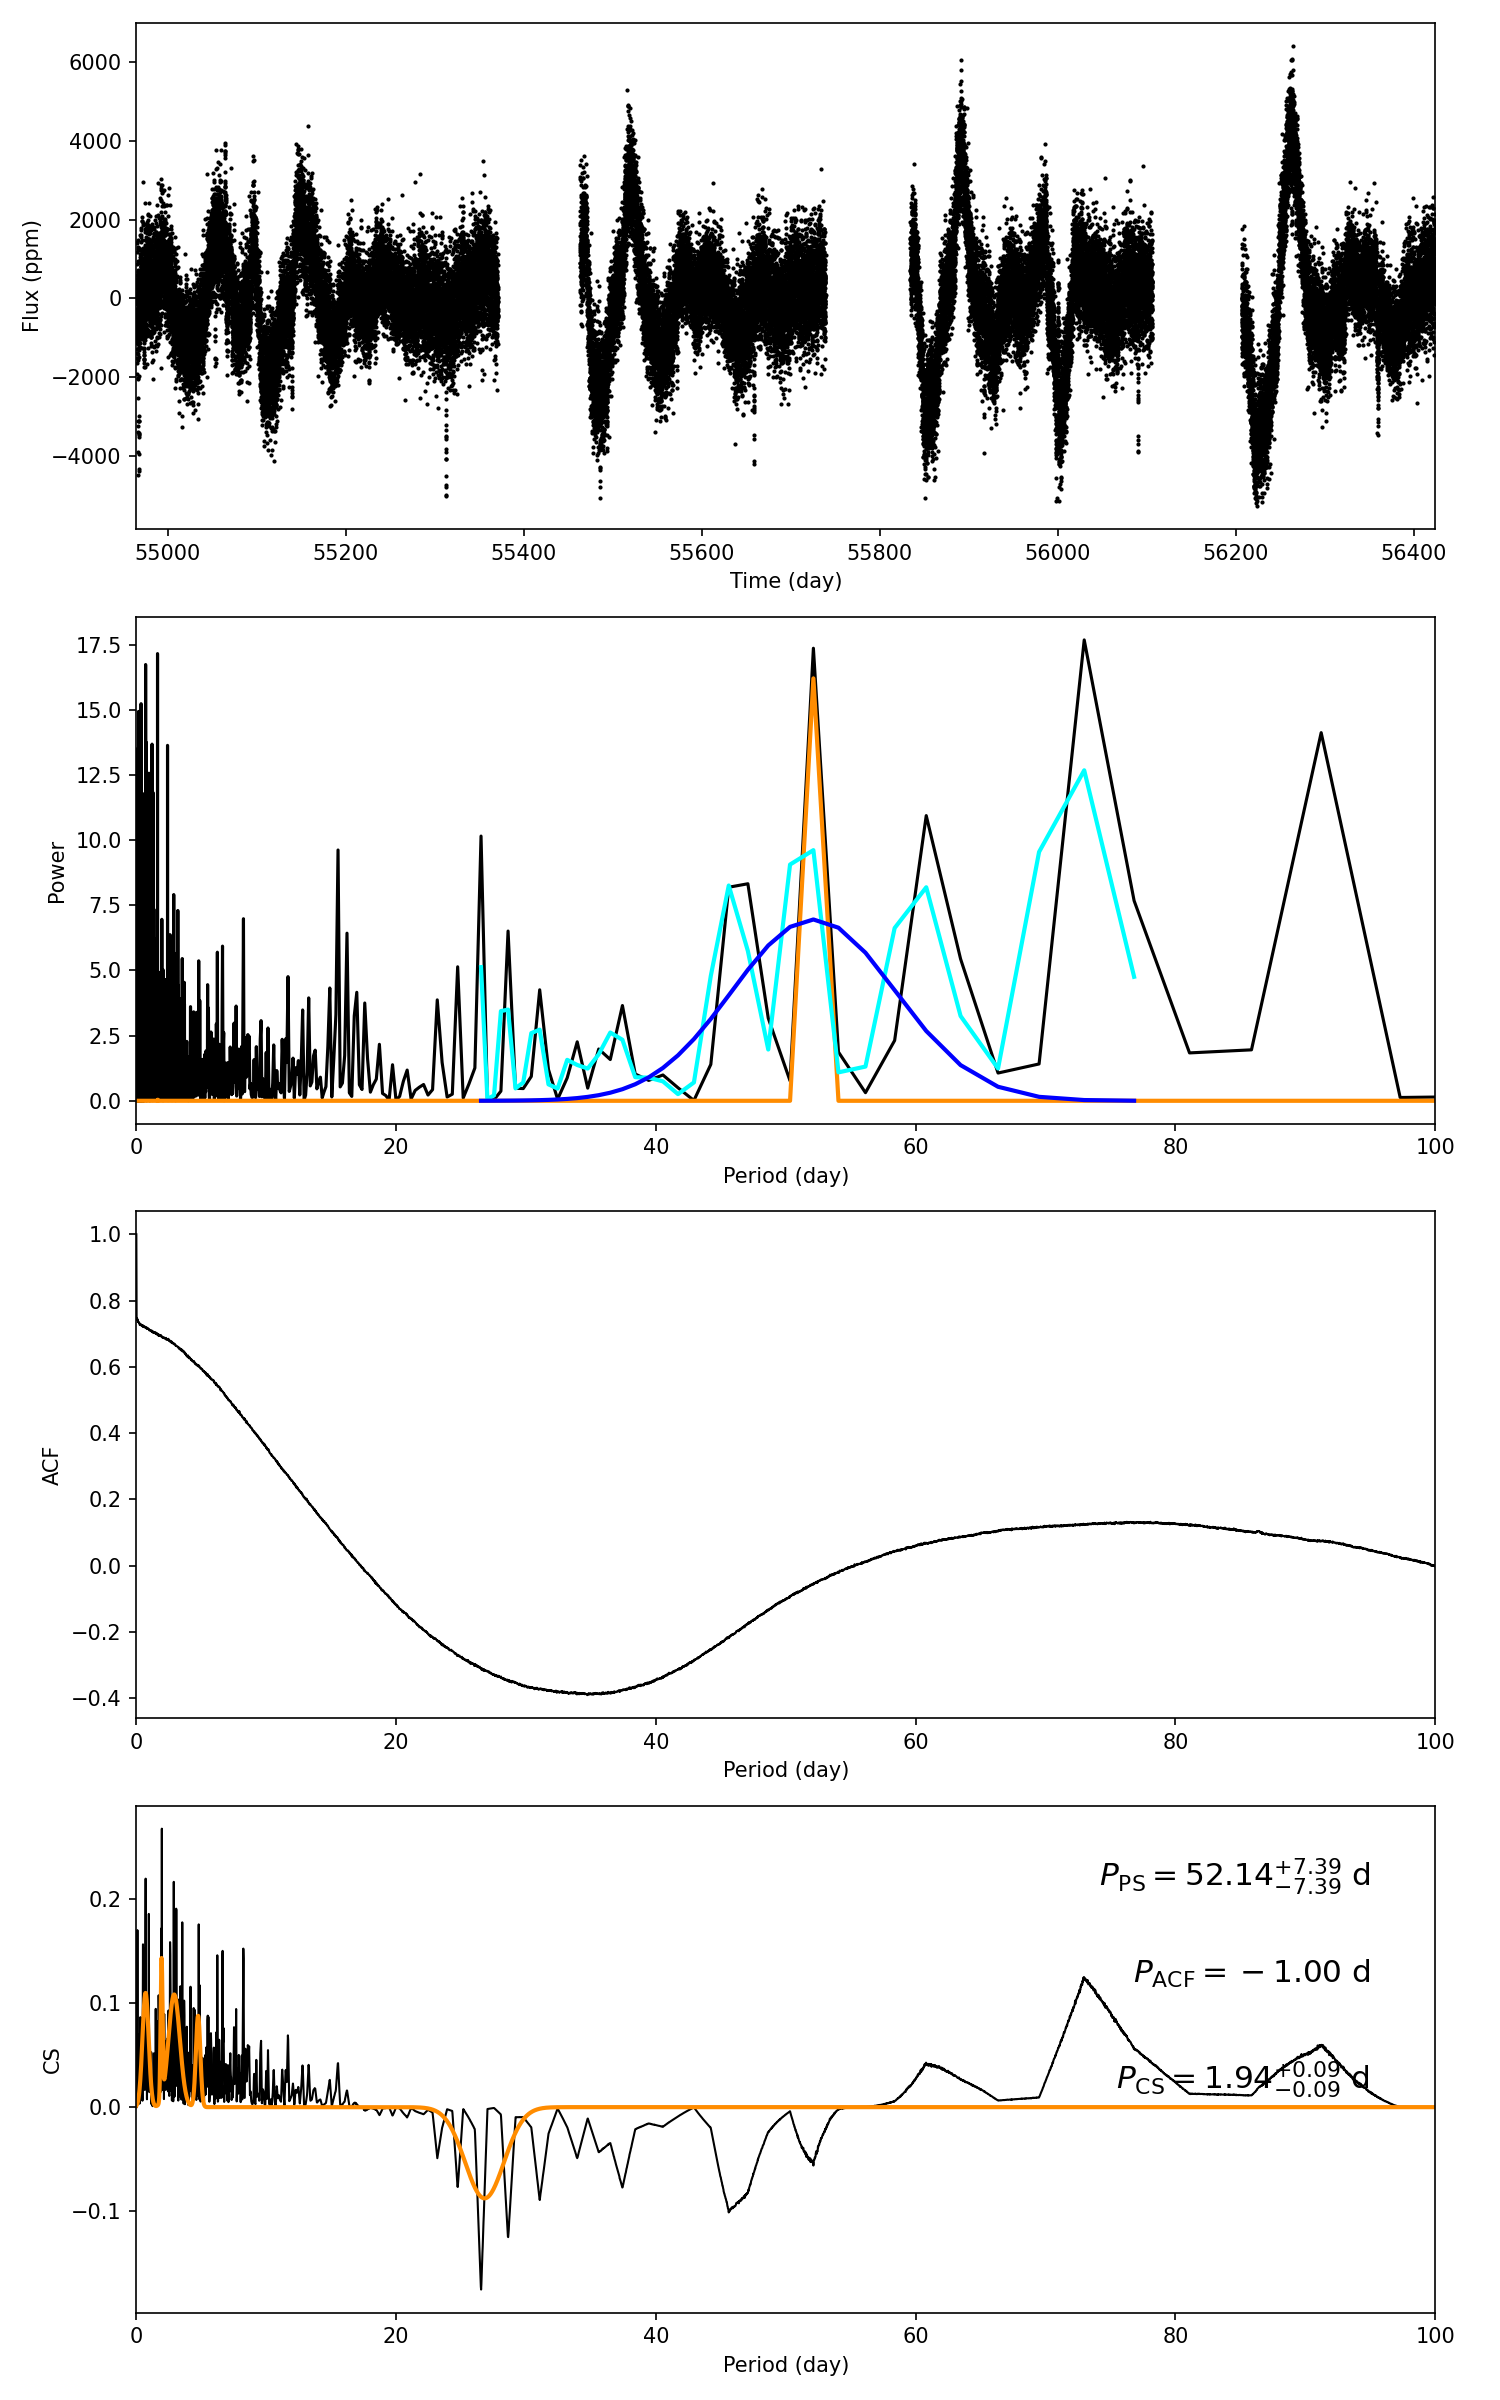 6000
4000
2000
0
−2000
−4000
Flux (ppm)
55000 55200 55400 55600 55800 56000 56200 56400
Time (day)
17.5
15.0
12.5
10.0
7.5
5.0
2.5
0.0
Power
0 20 40 60 80 100
Period (day)
1.0
0.8
0.6
0.4
0.2
0.0
−0.2
−0.4
ACF
0 20 40 60 80 100
Period (day)
0.2
0.1
0.0
−0.1
CS
P_PS = 52.14 +7.39 −7.39 d
P_ACF = −1.00 d
P_CS = 1.94 +0.09 −0.09 d
0 20 40 60 80 100
Period (day)